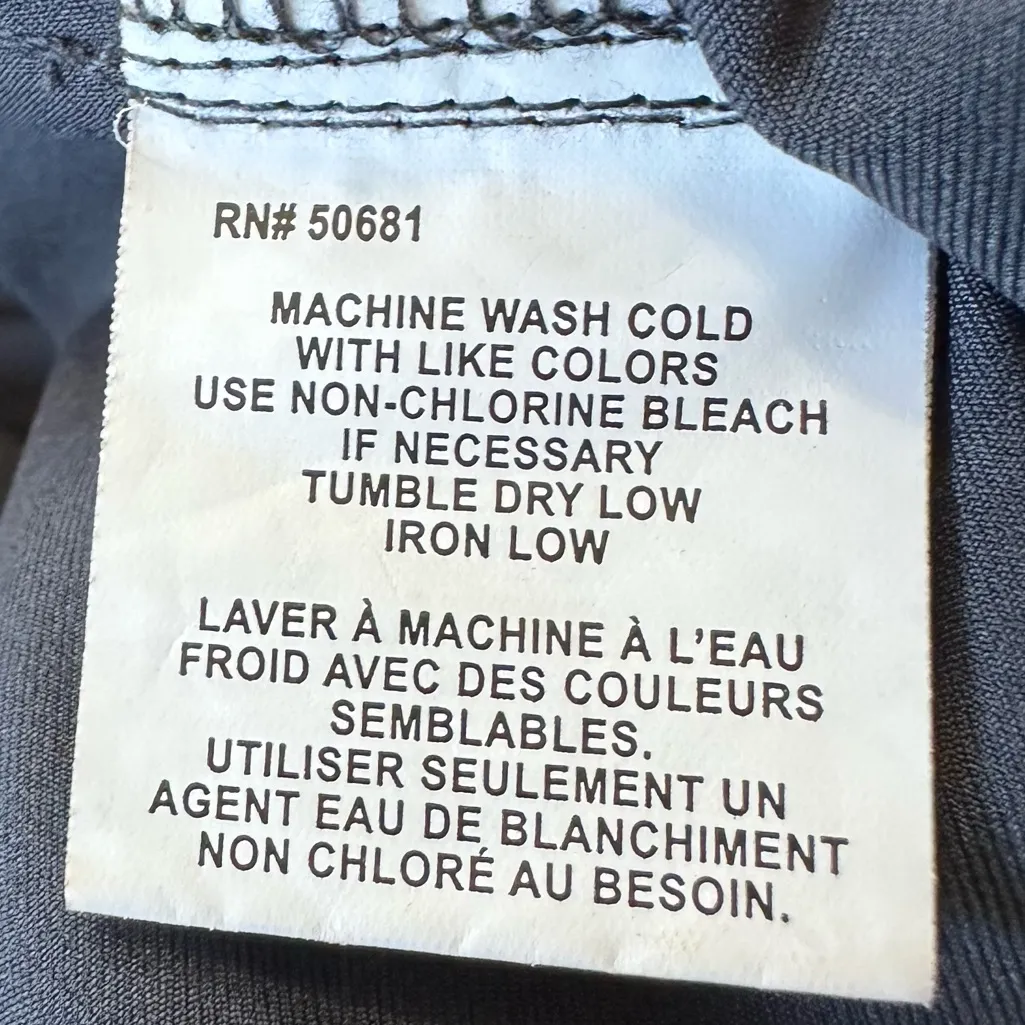 RN# 50681
MACHINE WASH COLD
WITH LIKE COLORS
USE NON-CHLORINE BLEACH
IF NECESSARY
TUMBLE DRY LOW
IRON LOW
LAVER À MACHINE À L'EAU
FROID AVEC DES COULEURS
SEMBLABLES.
UTILISER SEULEMENT UN
AGENT EAU DE BLANCHIMENT
NON CHLORÉ AU BESOIN.